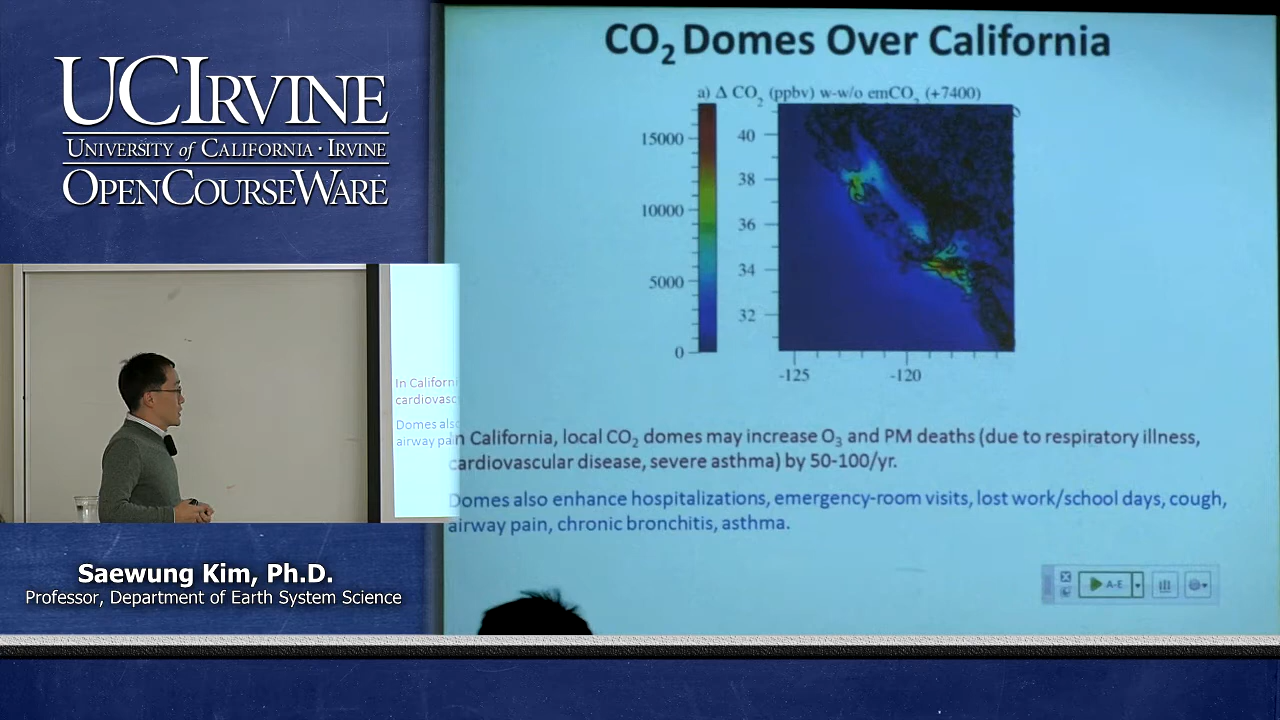 UCIRVINE
UNIVERSITY of CALIFORNIA · IRVINE
OPENCOURSEWARE
CO₂ Domes Over California
a) Δ CO₂ (ppbv) w-w/o emCO₂ (+7400)
15000
10000
5000
0
40
38
36
34
32
-125
-120
In California, local CO₂ domes may increase O₃ and PM deaths (due to respiratory illness,
cardiovascular disease, severe asthma) by 50-100/yr.
Domes also enhance hospitalizations, emergency-room visits, lost work/school days, cough,
airway pain, chronic bronchitis, asthma.
A-E
In Californi
cardiovasc
Domes also
airway pai
Saewung Kim, Ph.D.
Professor, Department of Earth System Science